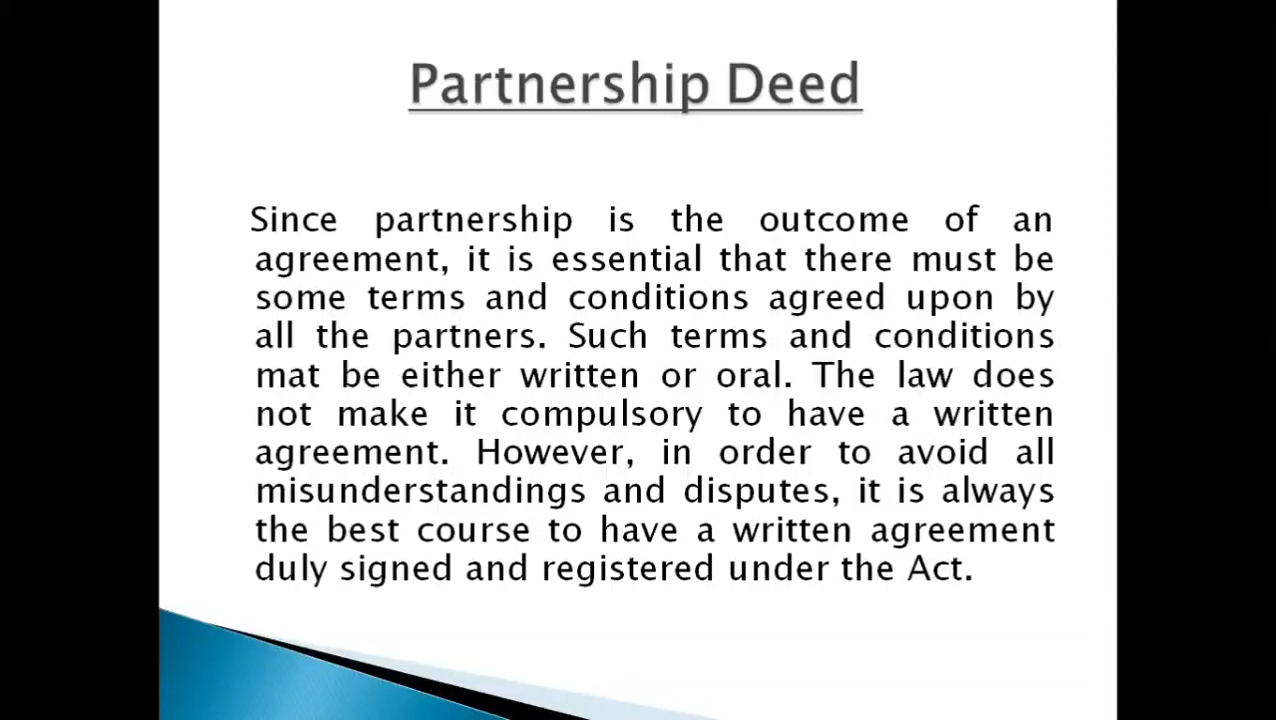 Partnership Deed
Since partnership is the outcome of an
agreement, it is essential that there must be
some terms and conditions agreed upon by
all the partners. Such terms and conditions
mat be either written or oral. The law does
not make it compulsory to have a written
agreement. However, in order to avoid all
misunderstandings and disputes, it is always
the best course to have a written agreement
duly signed and registered under the Act.